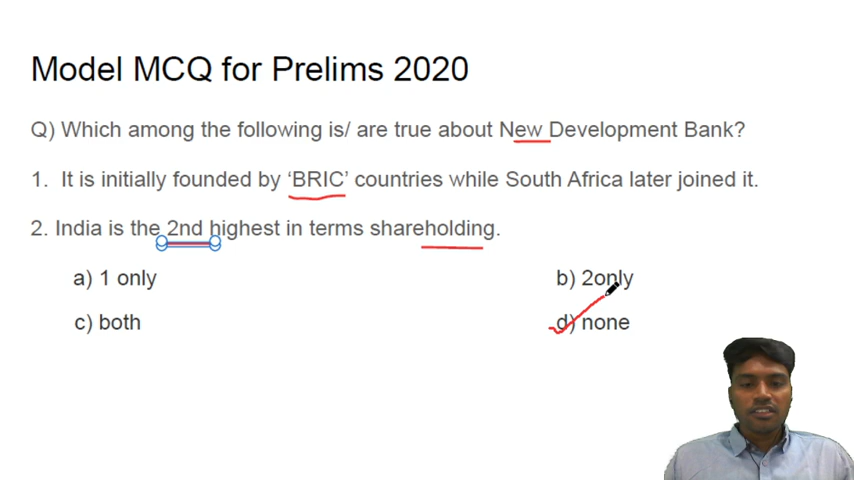 Model MCQ for Prelims 2020
Q) Which among the following is/ are true about New Development Bank?
1. It is initially founded by ‘BRIC’ countries while South Africa later joined it.
2. India is the 2nd highest in terms shareholding.
a) 1 only b) 2only
c) both d) none